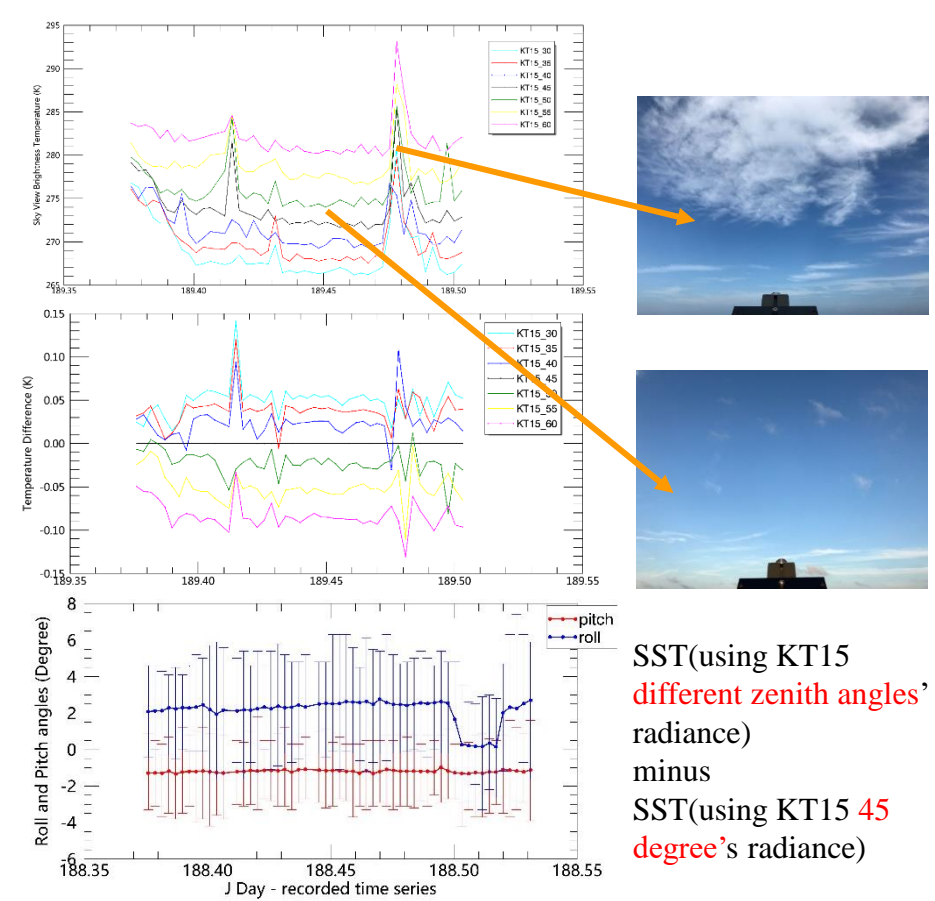 295
290
285
280
275
270
265
Sky View Brightness Temperature (K)
KT15_30
KT15_35
KT15_40
KT15_45
KT15_50
KT15_55
KT15_60
189.35
189.40
189.45
189.50
189.55
0.15
0.10
0.05
0.00
-0.05
-0.10
-0.15
Temperature Difference (K)
KT15_30
KT15_35
KT15_40
KT15_45
KT15_55
KT15_60
189.35
189.40
189.45
189.50
189.55
8
6
4
2
0
-2
-4
-6
Roll and Pitch angles (Degree)
pitch
roll
188.35
188.40
188.45
188.50
188.55
J Day - recorded time series
SST(using KT15
different zenith angles’
radiance)
minus
SST(using KT15 45
degree’s radiance)